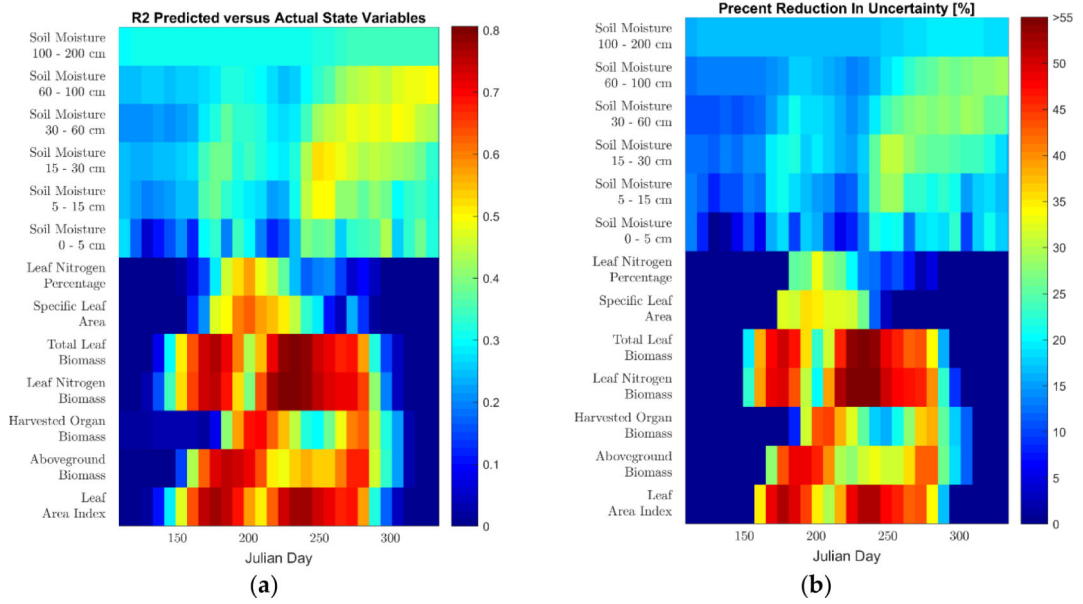 R2 Predicted versus Actual State Variables
Soil Moisture
100 - 200 cm
Soil Moisture
60 - 100 cm
Soil Moisture
30 - 60 cm
Soil Moisture
15 - 30 cm
Soil Moisture
5 - 15 cm
Soil Moisture
0 - 5 cm
Leaf Nitrogen
Percentage
Specific Leaf
Area
Total Leaf
Biomass
Leaf Nitrogen
Biomass
Harvested Organ
Biomass
Aboveground
Biomass
Leaf
Area Index
150 200 250 300
Julian Day
0.8
0.7
0.6
0.5
0.4
0.3
0.2
0.1
0
(a)
Precent Reduction In Uncertainty [%]
Soil Moisture
100 - 200 cm
Soil Moisture
60 - 100 cm
Soil Moisture
30 - 60 cm
Soil Moisture
15 - 30 cm
Soil Moisture
5 - 15 cm
Soil Moisture
0 - 5 cm
Leaf Nitrogen
Percentage
Specific Leaf
Area
Total Leaf
Biomass
Leaf Nitrogen
Biomass
Harvested Organ
Biomass
Aboveground
Biomass
Leaf
Area Index
150 200 250 300
Julian Day
>55
50
45
40
35
30
25
20
15
10
5
0
(b)